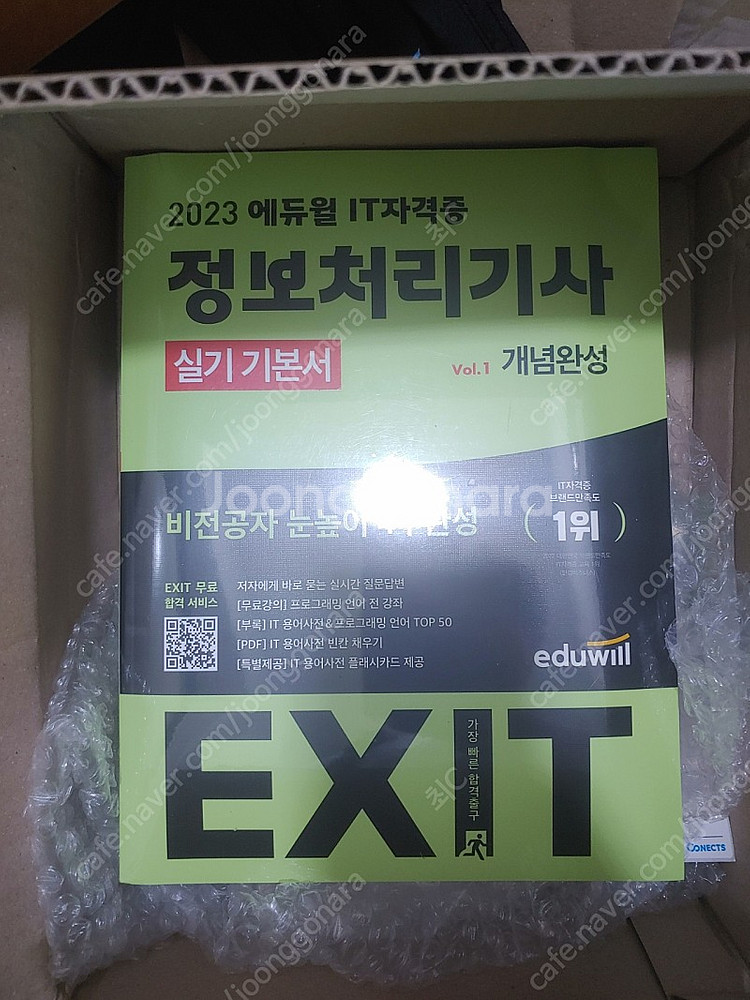 2023 에듀윌 IT자격증
정보처리기사
실기 기본서
Vol.1 개념완성
비전공자 눈높이
IT자격증
브랜드만족도
1위
EXIT 무료
합격 서비스
저자에게 바로 묻는 실시간 질문답변
[무료강의] 프로그래밍 언어 전 강좌
[부록] IT 용어사전&프로그래밍 언어 TOP 50
[PDF] IT 용어사전 빈칸 채우기
[특별제공] IT 용어사전 플래시카드 제공
eduwill
EXIT
가장 빠른 합격출구
CONECTS
Joonggonara
cafe.naver.com/joonggonara